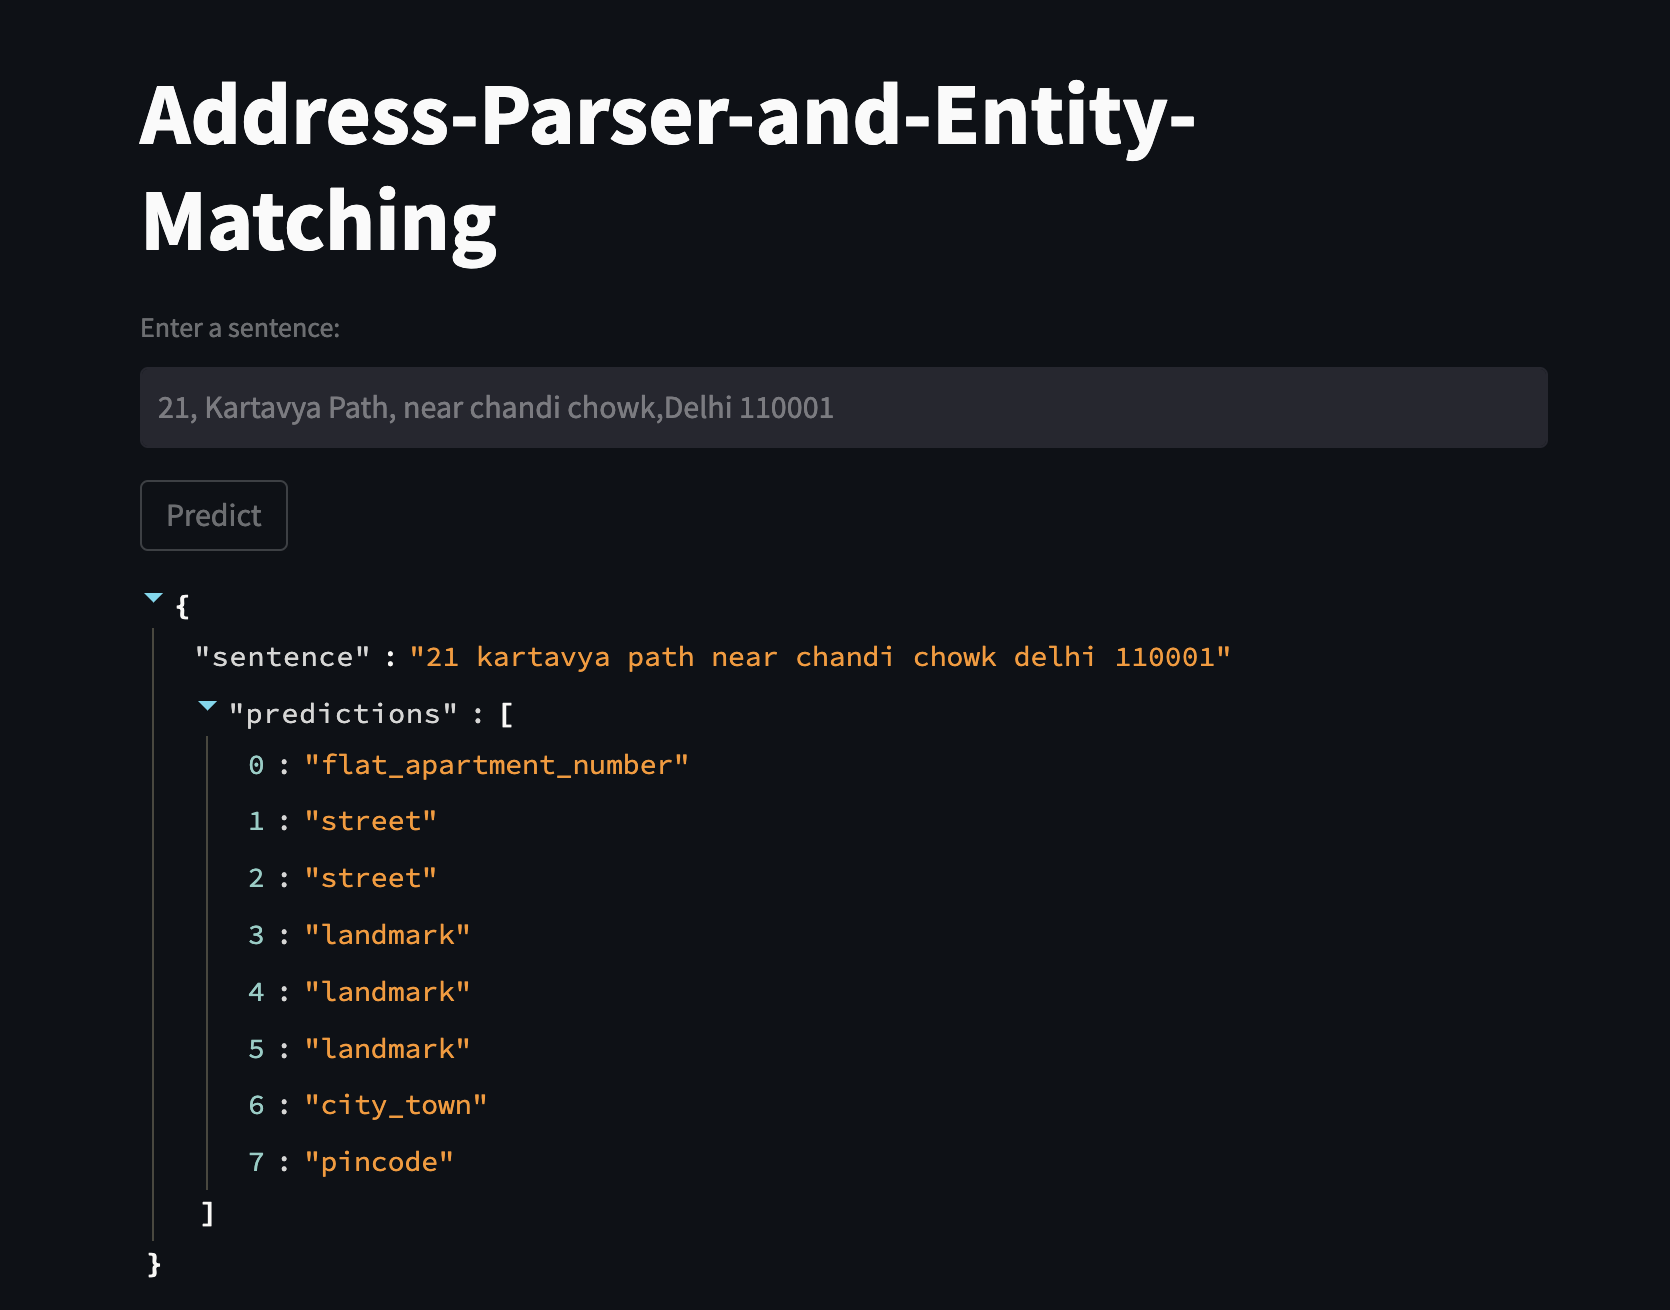 Address-Parser-and-Entity-
Matching
Enter a sentence:
21, Kartavya Path, near chandi chowk,Delhi 110001
Predict
{
"sentence" : "21 kartavya path near chandi chowk delhi 110001"
"predictions" : [
0 : "flat_apartment_number"
1 : "street"
2 : "street"
3 : "landmark"
4 : "landmark"
5 : "landmark"
6 : "city_town"
7 : "pincode"
]
}